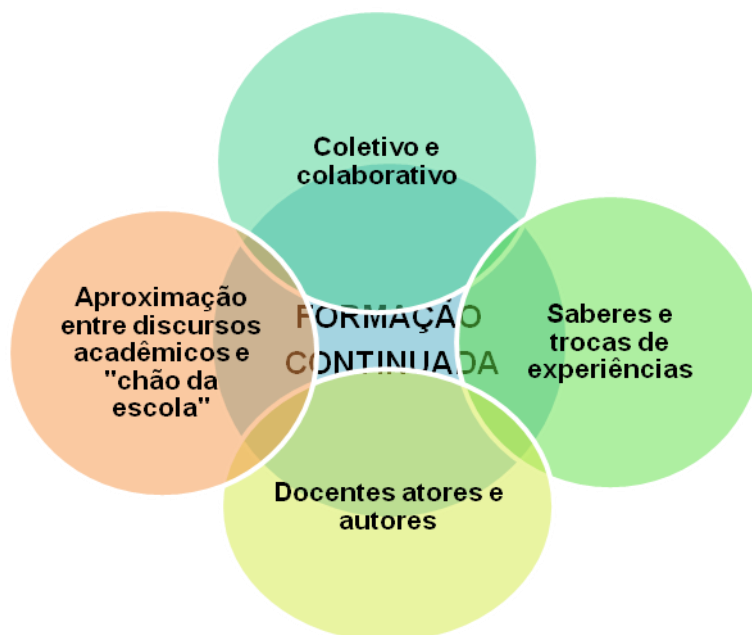 Coletivo e
colaborativo
Aproximação
entre discursos
acadêmicos e
"chão da
escola"
FORMAÇÃO
CONTINUADA
Saberes e
trocas de
experiências
Docentes atores e
autores